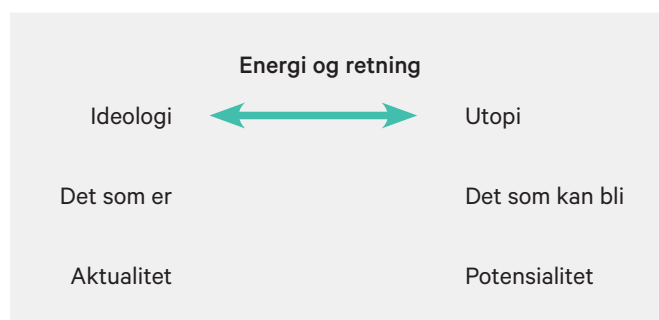 Energi og retning
Ideologi Utopi
Det som er Det som kan bli
Aktualitet Potensialitet